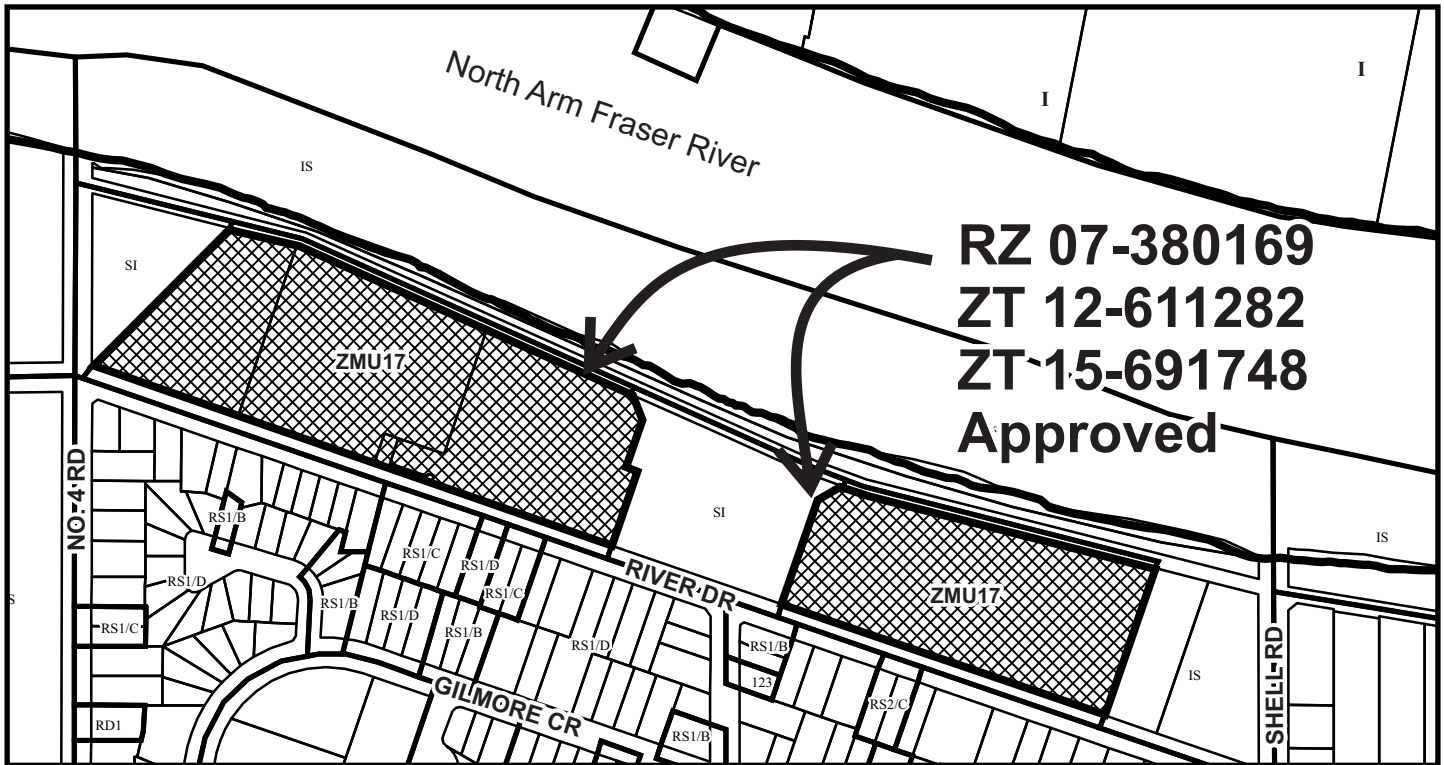 I
I
North Arm Fraser River
IS
RZ 07-380169
ZT 12-611282
ZT 15-691748
Approved
SI
ZMU17
NO. 4 RD
SI
IS
RS1/B
RS1/C
RS1/D
RS1/C
RIVER DR
ZMU17
RS1/D
RS1/B
RS1/D
RS1/B
RS1/D
RS1/B
IS
S
RS1/C
123
SHELL RD
GILMORE CR
RS2/C
RD1
RS1/B